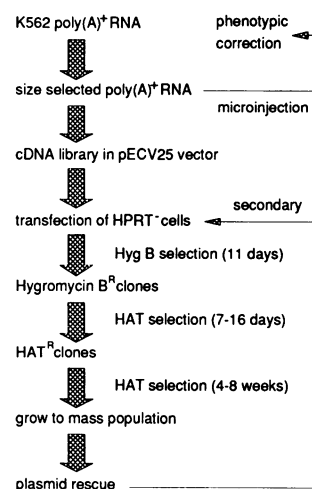 K562 poly(A)+ RNA
phenotypic
correction
size selected poly(A)+ RNA
microinjection
cDNA library in pECV25 vector
secondary
transfection of HPRT- cells
Hyg B selection (11 days)
Hygromycin BR clones
HAT selection (7-16 days)
HATR clones
HAT selection (4-8 weeks)
grow to mass population
plasmid rescue